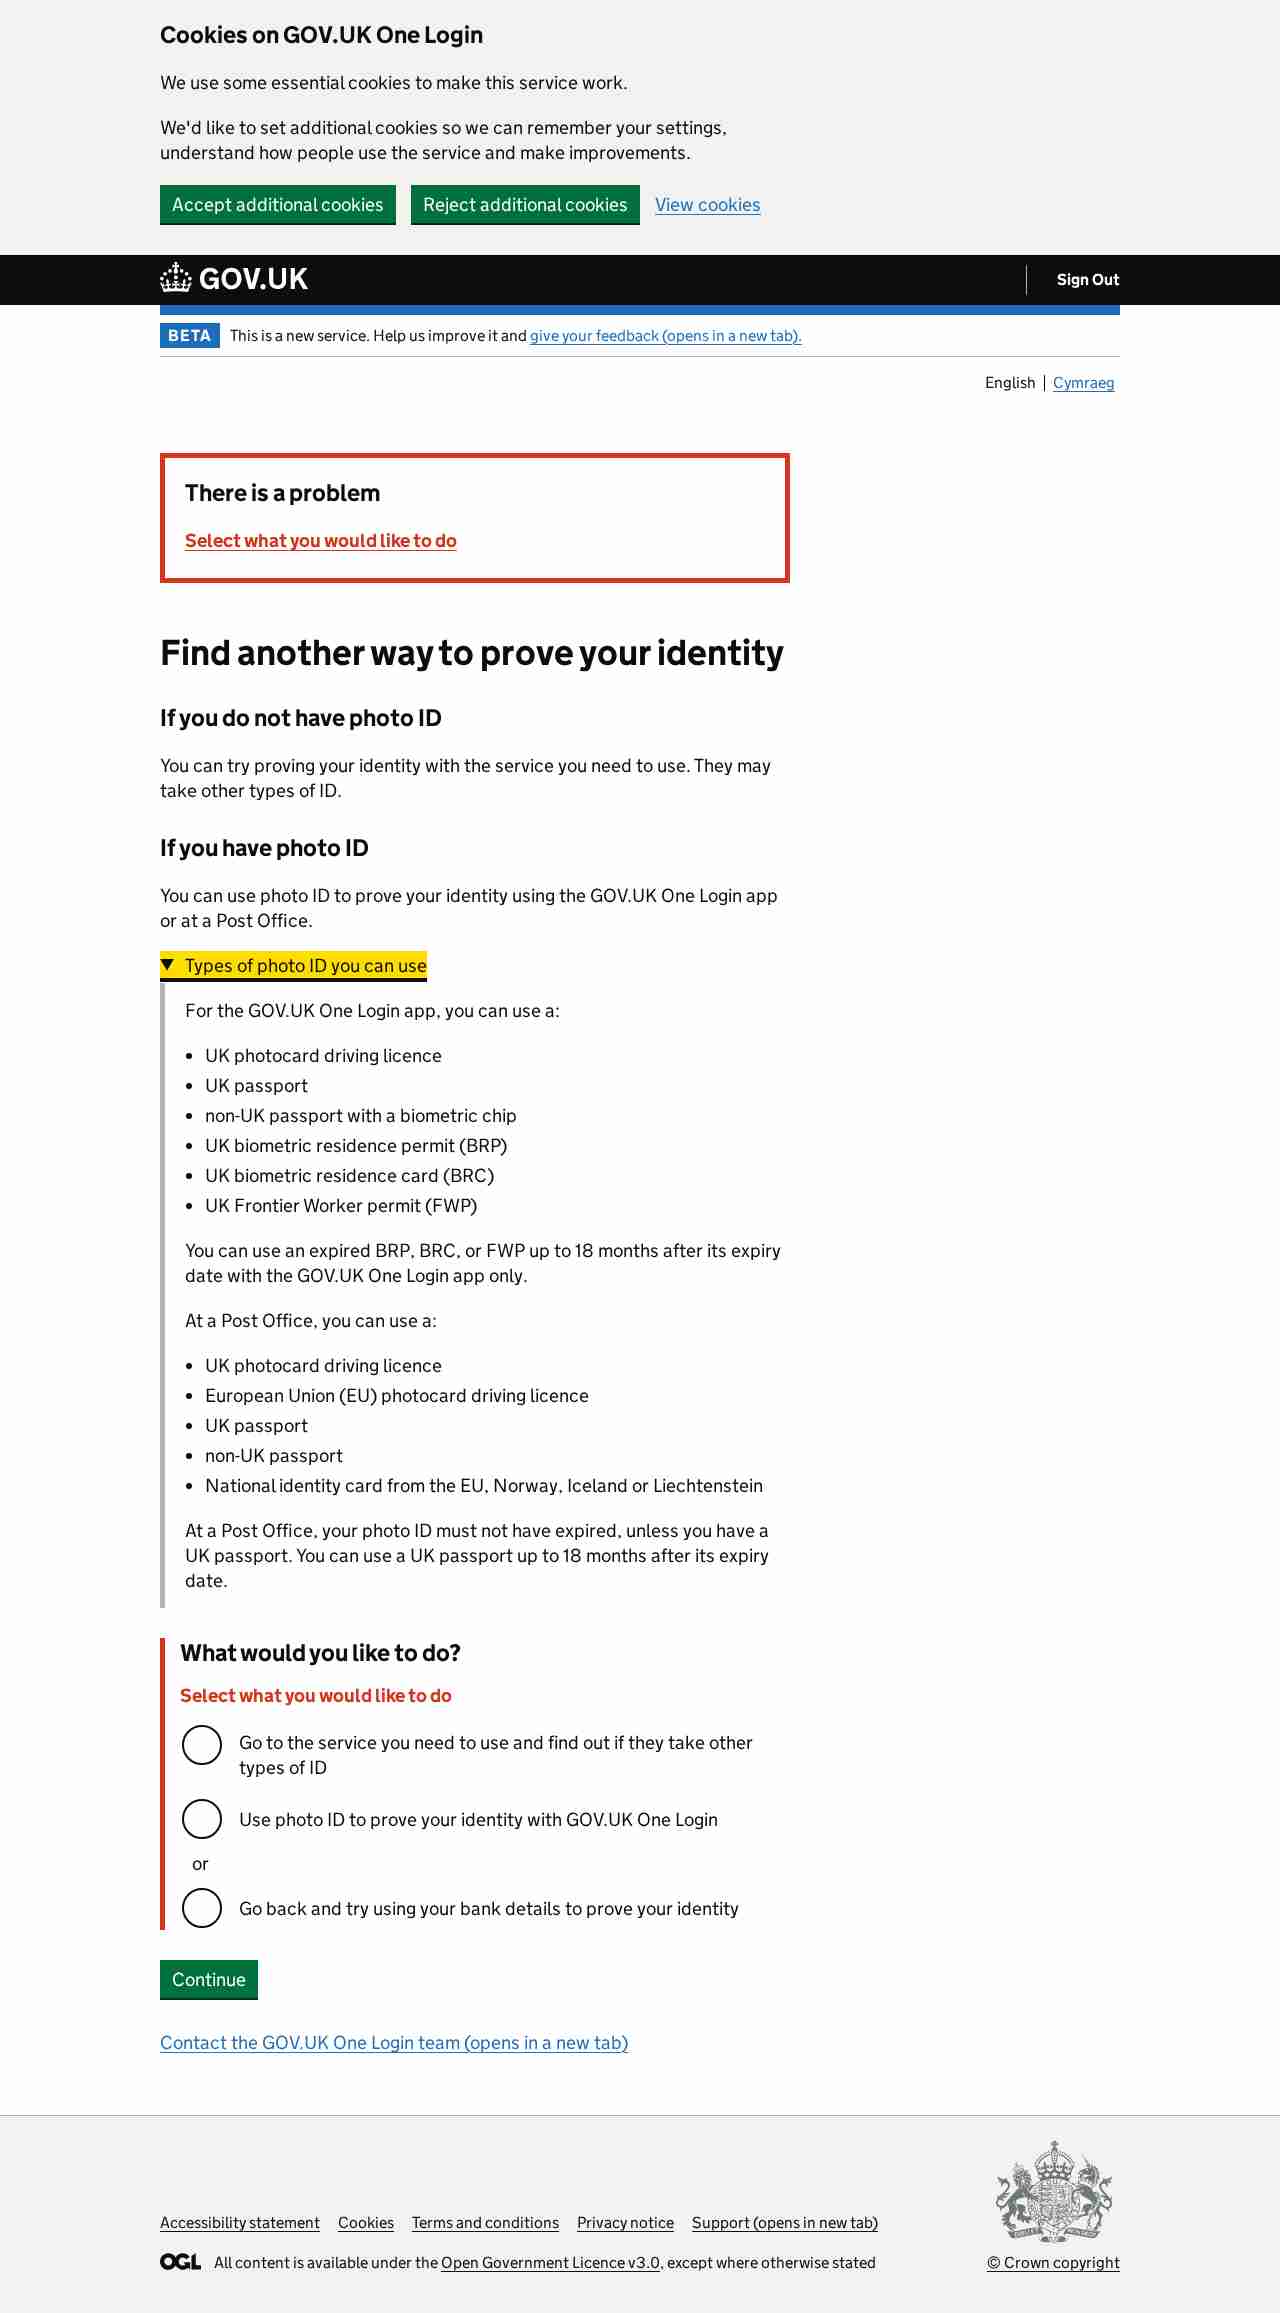 Cookies on GOV.UK One Login
We use some essential cookies to make this service work.
We'd like to set additional cookies so we can remember your settings,
understand how people use the service and make improvements.
Accept additional cookies Reject additional cookies View cookies
GOV.UK Sign Out
BETA This is a new service. Help us improve it and give your feedback (opens in a new tab).
English Cymraeg
There is a problem
Select what you would like to do
Find another way to prove your identity
If you do not have photo ID
You can try proving your identity with the service you need to use. They may
take other types of ID.
If you have photo ID
You can use photo ID to prove your identity using the GOV.UK One Login app
or at a Post Office.
Types of photo ID you can use
For the GOV.UK One Login app, you can use a:
• UK photocard driving licence
• UK passport
• non-UK passport with a biometric chip
• UK biometric residence permit (BRP)
• UK biometric residence card (BRC)
• UK Frontier Worker permit (FWP)
You can use an expired BRP, BRC, or FWP up to 18 months after its expiry
date with the GOV.UK One Login app only.
At a Post Office, you can use a:
• UK photocard driving licence
• European Union (EU) photocard driving licence
• UK passport
• non-UK passport
• National identity card from the EU, Norway, Iceland or Liechtenstein
At a Post Office, your photo ID must not have expired, unless you have a
UK passport. You can use a UK passport up to 18 months after its expiry
date.
What would you like to do?
Select what you would like to do
Go to the service you need to use and find out if they take other
types of ID
Use photo ID to prove your identity with GOV.UK One Login
or
Go back and try using your bank details to prove your identity
Continue
Contact the GOV.UK One Login team (opens in a new tab)
Accessibility statement Cookies Terms and conditions Privacy notice Support (opens in new tab)
OGL All content is available under the Open Government Licence v3.0, except where otherwise stated
© Crown copyright